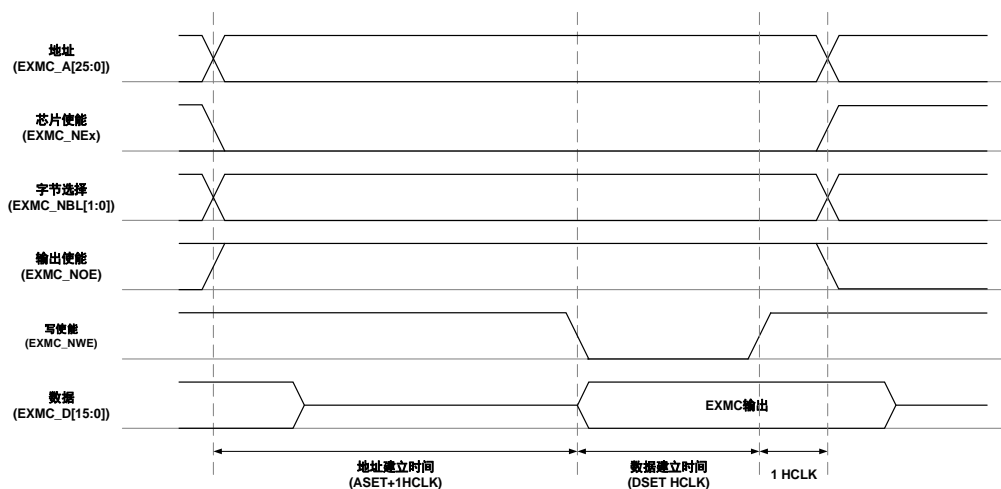 地址
(EXMC_A[25:0])
芯片使能
(EXMC_NEx)
字节选择
(EXMC_NBL[1:0])
输出使能
(EXMC_NOE)
写使能
(EXMC_NWE)
数据
(EXMC_D[15:0])
EXMC输出
地址建立时间
(ASET+1HCLK)
数据建立时间
(DSET HCLK)
1 HCLK